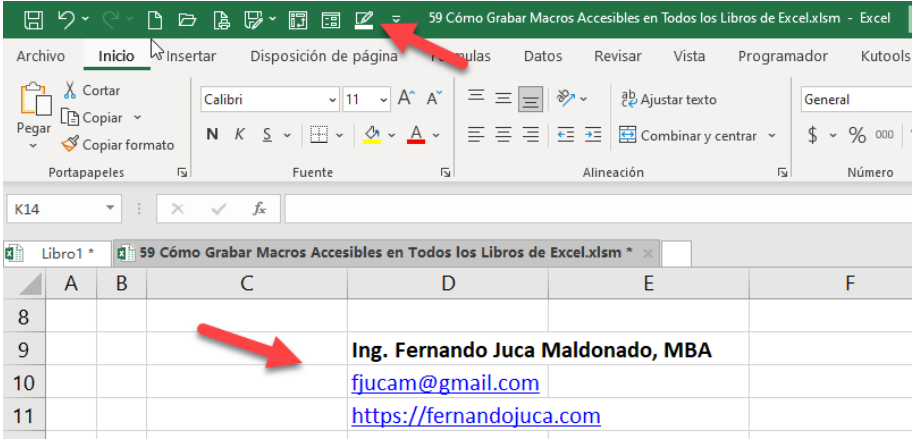 59 Cómo Grabar Macros Accesibles en Todos los Libros de Excel.xlsm - Excel
Archivo Inicio Insertar Disposición de página Fórmulas Datos Revisar Vista Programador Kutools
Pegar
Cortar
Copiar
Copiar formato
Portapapeles
Calibri 11 A A
N K S A
Fuente
ab Ajustar texto
Combinar y centrar
Alineación
General
$ % 000
Número
K14 fx
Libro1 * 59 Cómo Grabar Macros Accesibles en Todos los Libros de Excel.xlsm *
A B C D E F
8
9 Ing. Fernando Juca Maldonado, MBA
10 fjucam@gmail.com
11 https://fernandojuca.com